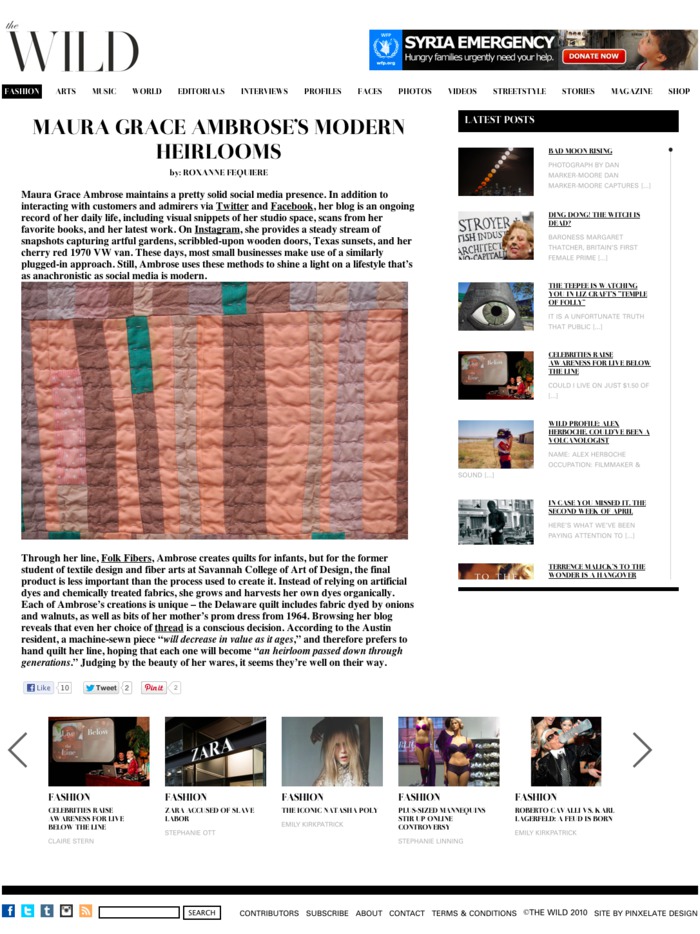 the
WILD
WFP
wfp.org
SYRIA EMERGENCY
Hungry families urgently need your help.
DONATE NOW
FASHION ARTS MUSIC WORLD EDITORIALS INTERVIEWS PROFILES FACES PHOTOS VIDEOS STREETSTYLE STORIES MAGAZINE SHOP
MAURA GRACE AMBROSE'S MODERN
HEIRLOOMS
by: ROXANNE FEQUIERE
Maura Grace Ambrose maintains a pretty solid social media presence. In addition to
interacting with customers and admirers via Twitter and Facebook, her blog is an ongoing
record of her daily life, including visual snippets of her studio space, scans from her
favorite books, and her latest work. On Instagram, she provides a steady stream of
snapshots capturing artful gardens, scribbled-upon wooden doors, Texas sunsets, and her
cherry red 1970 VW van. These days, most small businesses make use of a similarly
plugged-in approach. Still, Ambrose uses these methods to shine a light on a lifestyle that's
as anachronistic as social media is modern.
Through her line, Folk Fibers, Ambrose creates quilts for infants, but for the former
student of textile design and fiber arts at Savannah College of Art of Design, the final
product is less important than the process used to create it. Instead of relying on artificial
dyes and chemically treated fabrics, she grows and harvests her own dyes organically.
Each of Ambrose's creations is unique – the Delaware quilt includes fabric dyed by onions
and walnuts, as well as bits of her mother's prom dress from 1964. Browsing her blog
reveals that even her choice of thread is a conscious decision. According to the Austin
resident, a machine-sewn piece “will decrease in value as it ages,” and therefore prefers to
hand quilt her line, hoping that each one will become “an heirloom passed down through
generations.” Judging by the beauty of her wares, it seems they're well on their way.
Like 10 Tweet 2 Pin it 2
LATEST POSTS
BAD MOON RISING
PHOTOGRAPH BY DAN
MARKER-MOORE DAN
MARKER-MOORE CAPTURES [...]
STROYER
TISH INDUST
ARCHITEC
DING DONG! THE WITCH IS
DEAD?
BARONESS MARGARET
THATCHER, BRITAIN'S FIRST
FEMALE PRIME [...]
THE TEEPEE IS WATCHING
YOU IN LIZ CRAFT'S "TEMPLE
OF FOLLY"
IT IS A UNFORTUNATE TRUTH
THAT PUBLIC [...]
CELEBRITIES RAISE
AWARENESS FOR LIVE BELOW
THE LINE
COULD I LIVE ON JUST $1.50 OF
[...]
WILD PROFILE: ALEX
HERBOCHE, COULD'VE BEEN A
VOLCANOLOGIST
NAME: ALEX HERBOCHE
OCCUPATION: FILMMAKER &
SOUND [...]
IN CASE YOU MISSED IT, THE
SECOND WEEK OF APRIL
HERE'S WHAT WE'VE BEEN
PAYING ATTENTION TO [...]
TO THE
TERRENCE MALICK'S TO THE
WONDER IS A HANGOVER
Live Below
the Line
ZARA
FASHION
CELEBRITIES RAISE
AWARENESS FOR LIVE
BELOW THE LINE
CLAIRE STERN
FASHION
ZARA ACCUSED OF SLAVE
LABOR
STEPHANIE OTT
FASHION
THE ICONIC NATASHA POLY
EMILY KIRKPATRICK
FASHION
PLUS-SIZED MANNEQUINS
STIR UP ONLINE
CONTROVERSY
STEPHANIE LINNING
FASHION
ROBERTO CAVALLI VS. KARL
LAGERFELD: A FEUD IS BORN
EMILY KIRKPATRICK
SEARCH
CONTRIBUTORS SUBSCRIBE ABOUT CONTACT TERMS & CONDITIONS ©THE WILD 2010 SITE BY PINXELATE DESIGN